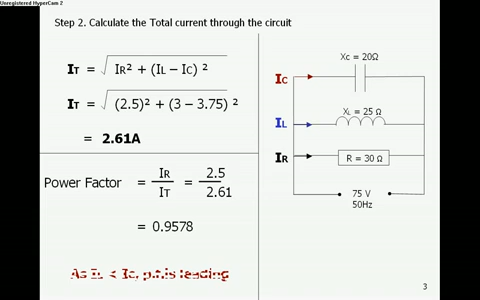 Unregistered HyperCam 2
Step 2. Calculate the Total current through the circuit
IT = √ IR² + (IL – IC) ²
IT = √ (2.5)² + (3 – 3.75) ²
= 2.61A
Power Factor = IR / IT = 2.5 / 2.61
= 0.9578
As IL < Ic, p.f.is leading
Xc = 20Ω
IC
XL = 25 Ω
IL
IR
R = 30 Ω
75 V
50Hz
3